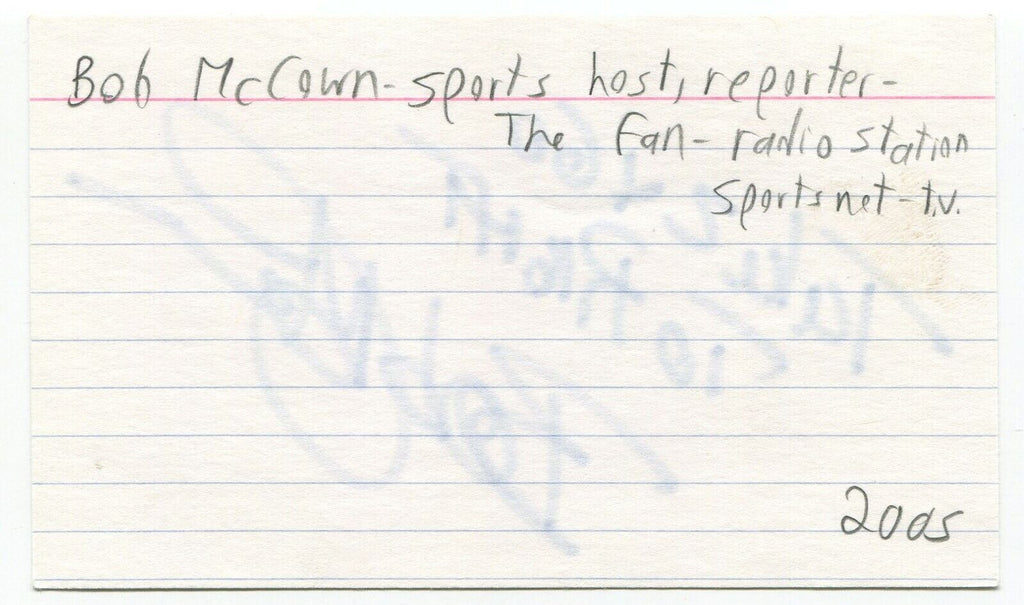 Bob McCown- sports host, reporter-
The Fan- radio station
Sportsnet- t.v.
2005